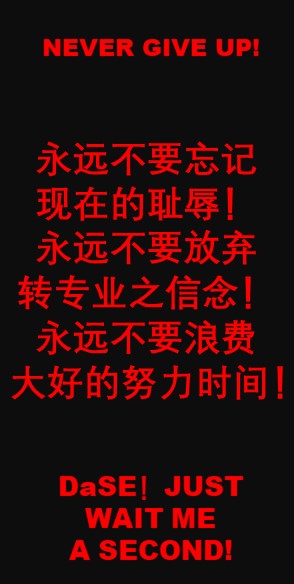 NEVER GIVE UP!
永远不要忘记
现在的耻辱！
永远不要放弃
转专业之信念！
永远不要浪费
大好的努力时间！
DaSE！JUST
WAIT ME
A SECOND!